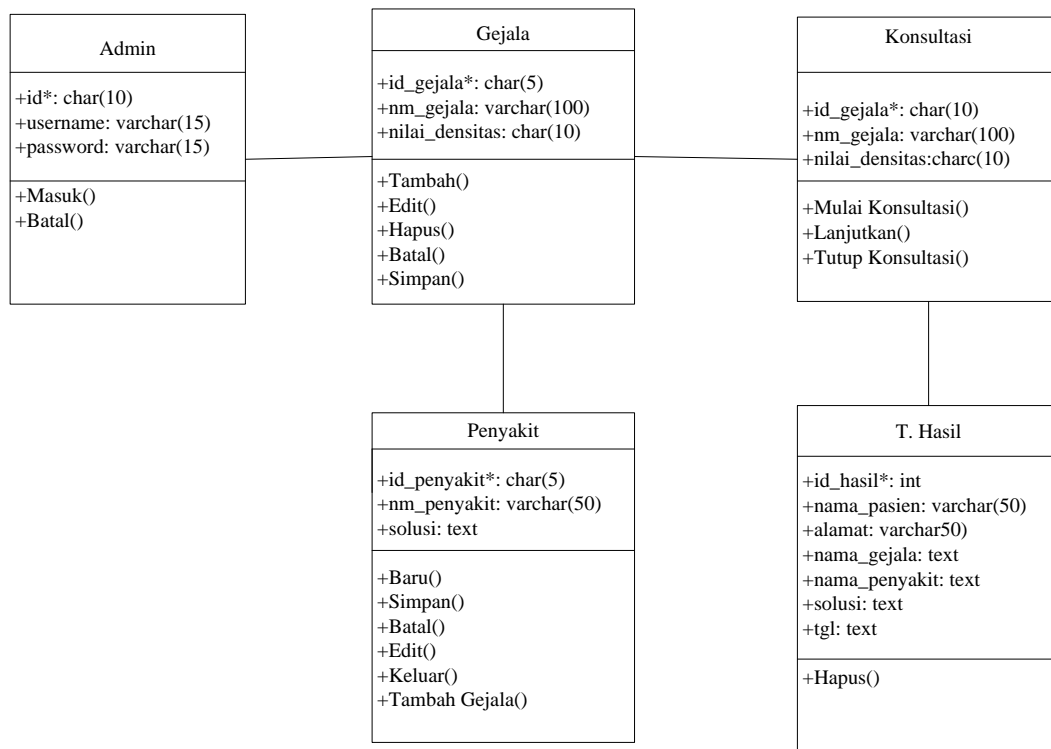 Admin
+id*: char(10)
+username: varchar(15)
+password: varchar(15)
+Masuk()
+Batal()
Gejala
+id_gejala*: char(5)
+nm_gejala: varchar(100)
+nilai_densitas: char(10)
+Tambah()
+Edit()
+Hapus()
+Batal()
+Simpan()
Konsultasi
+id_gejala*: char(10)
+nm_gejala: varchar(100)
+nilai_densitas:charc(10)
+Mulai Konsultasi()
+Lanjutkan()
+Tutup Konsultasi()
Penyakit
+id_penyakit*: char(5)
+nm_penyakit: varchar(50)
+solusi: text
+Baru()
+Simpan()
+Batal()
+Edit()
+Keluar()
+Tambah Gejala()
T. Hasil
+id_hasil*: int
+nama_pasien: varchar(50)
+alamat: varchar50)
+nama_gejala: text
+nama_penyakit: text
+solusi: text
+tgl: text
+Hapus()